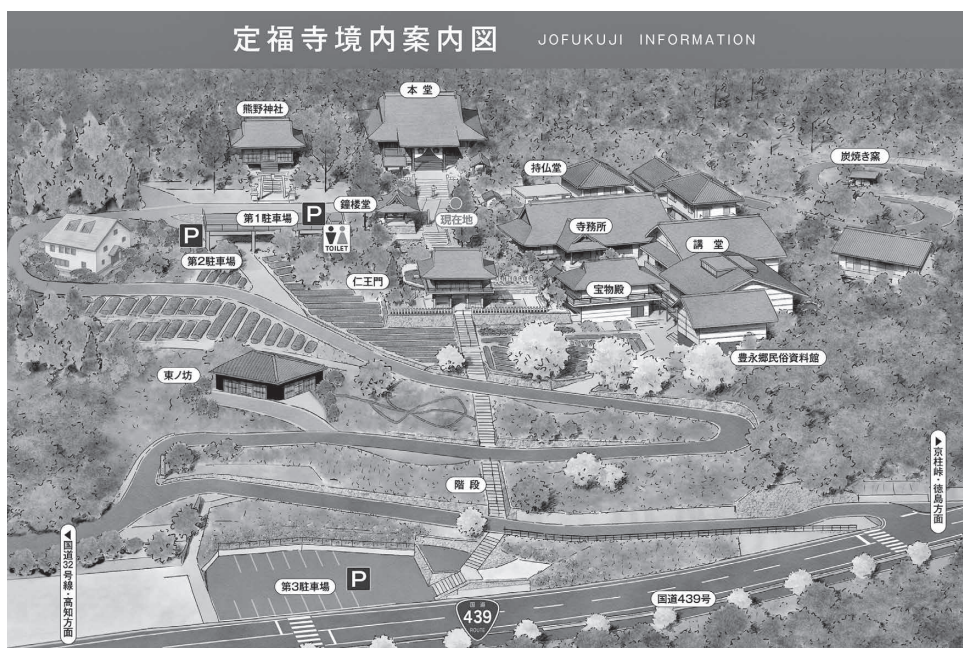 定福寺境内案内図 JOFUKUJI INFORMATION
本堂
熊野神社
持仏堂
炭焼き窯
鐘楼堂
現在地
第1駐車場
P
P
TOILET
寺務所
講堂
第2駐車場
仁王門
宝物殿
豊永郷民俗資料館
東ノ坊
階段
▶京柱峠・徳島方面
◀国道32号線・高知方面
第3駐車場
P
国道439号
国道
439
ROUTE